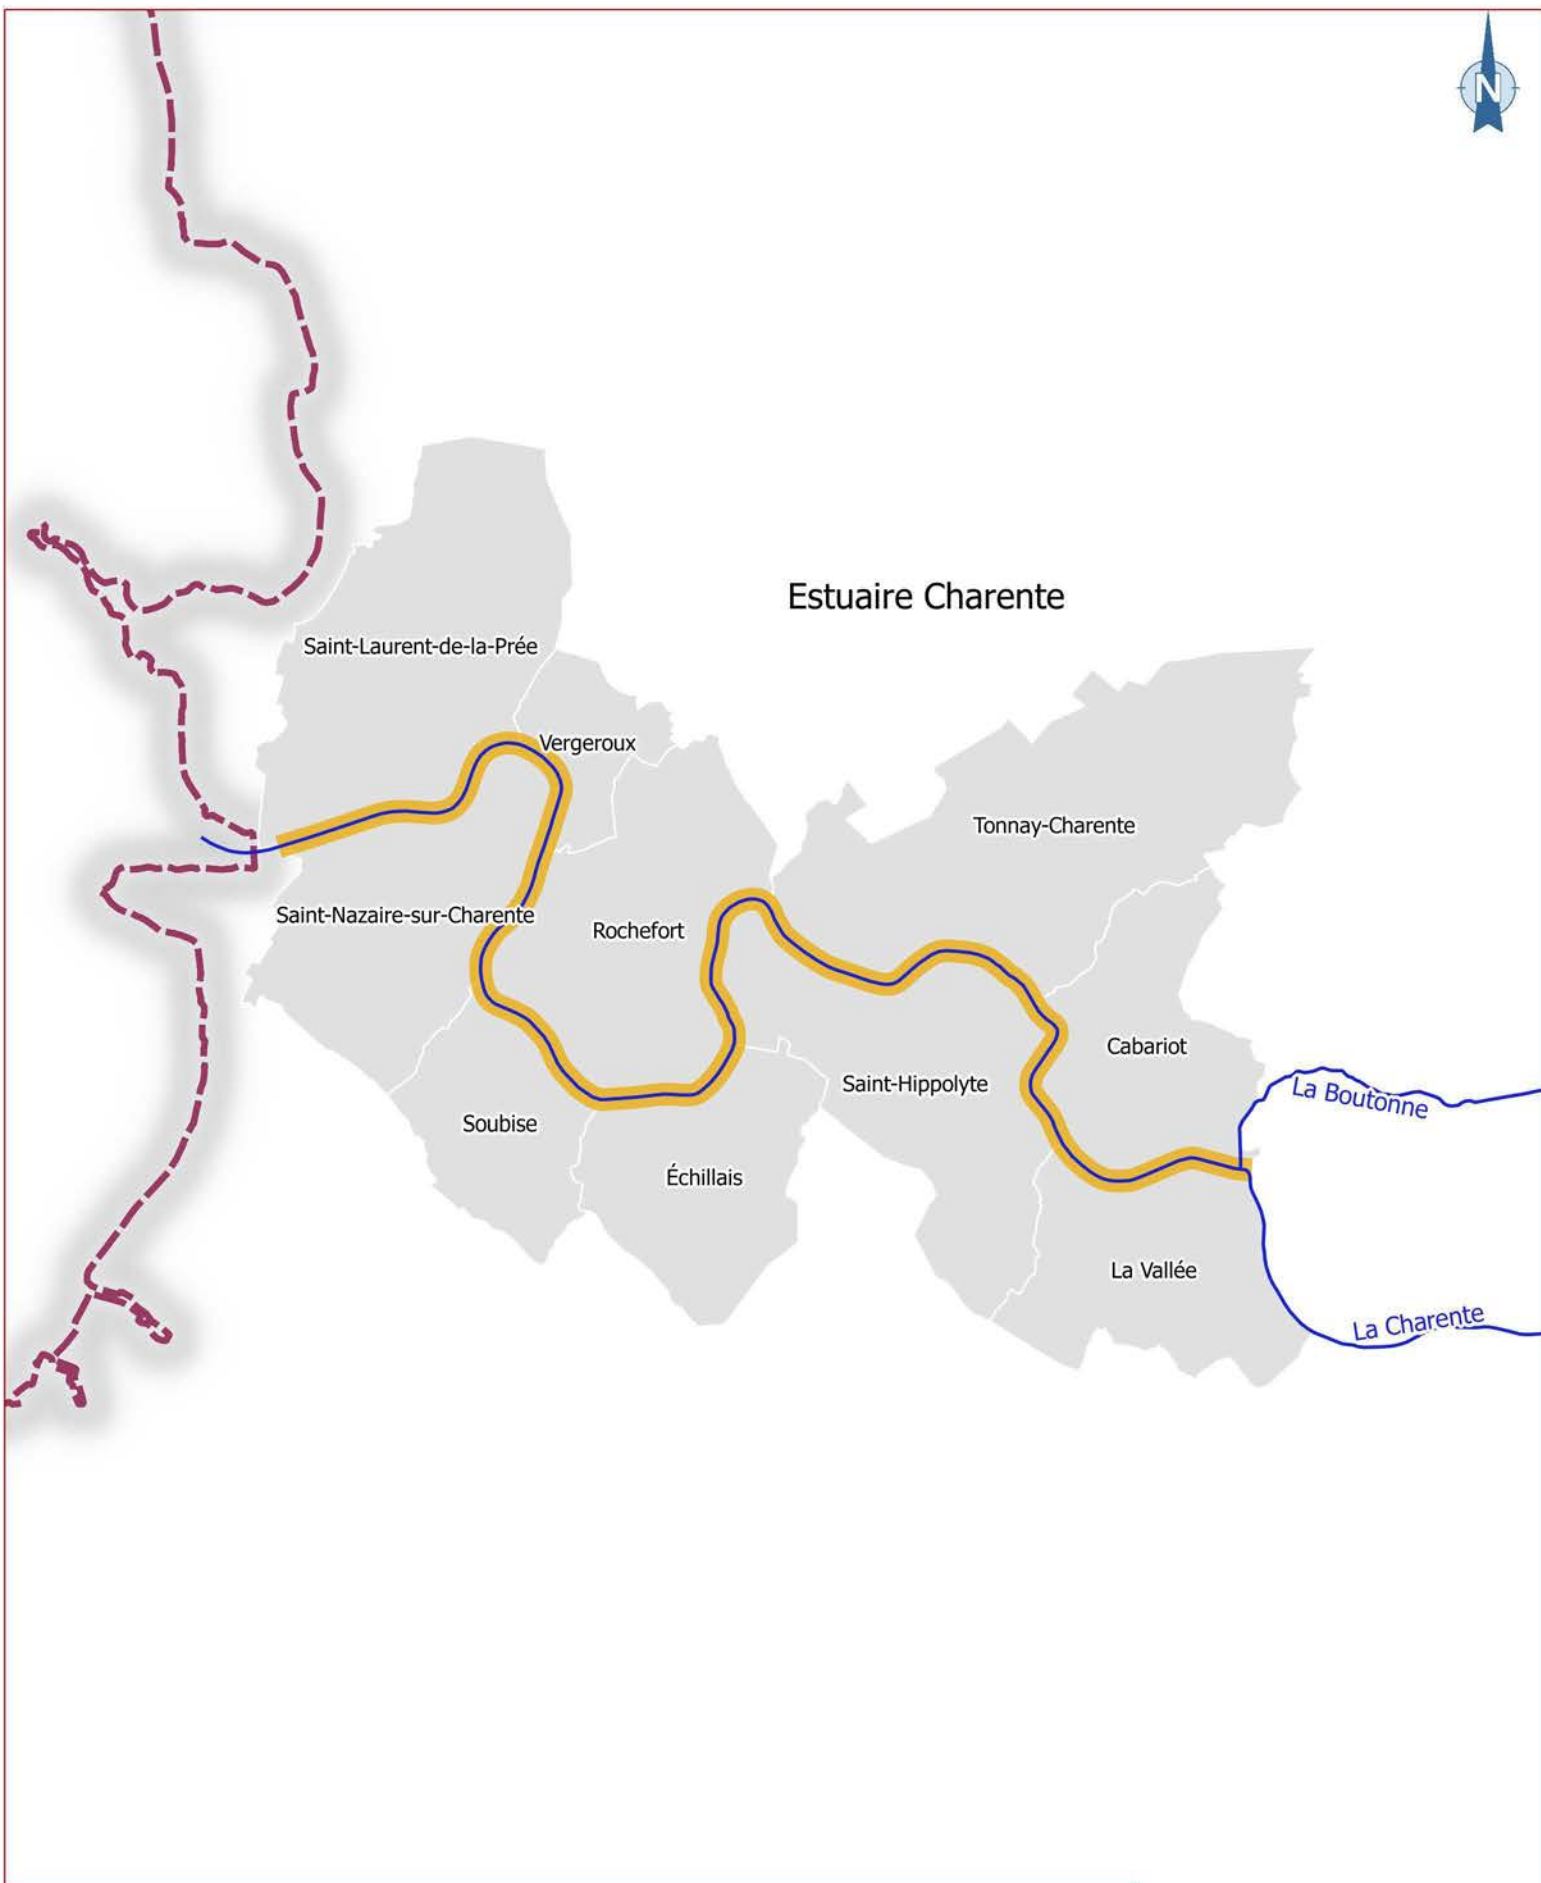 N
Estuaire Charente
Saint-Laurent-de-la-Prée
Vergeroux
Tonnay-Charente
Saint-Nazaire-sur-Charente
Rochefort
Cabariot
Saint-Hippolyte
La Boutonne
Soubise
Échillais
La Vallée
La Charente